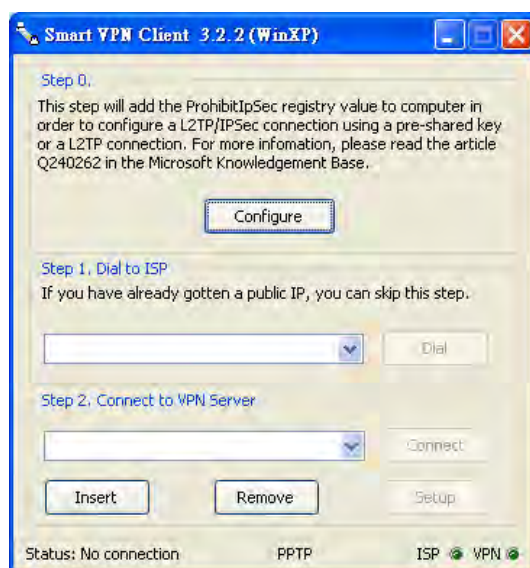 Smart VPN Client 3.2.2 (WinXP)
Step 0.
This step will add the ProhibitIpSec registry value to computer in
order to configure a L2TP/IPSec connection using a pre-shared key
or a L2TP connection. For more infomation, please read the article
Q240262 in the Microsoft Knowledgement Base.
Configure
Step 1. Dial to ISP
If you have already gotten a public IP, you can skip this step.
Dial
Step 2. Connect to VPN Server
Connect
Insert
Remove
Setup
Status: No connection PPTP ISP VPN